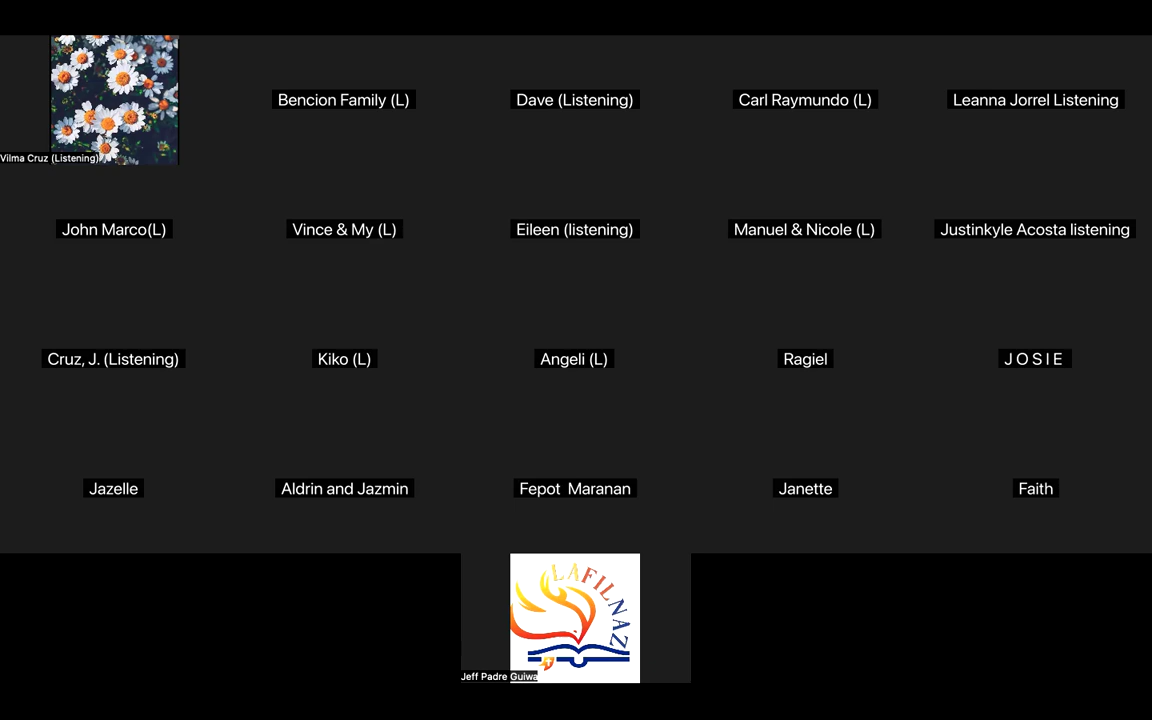 Vilma Cruz (Listening)
Bencion Family (L)
Dave (Listening)
Carl Raymundo (L)
Leanna Jorrel Listening
John Marco(L)
Vince & My (L)
Eileen (listening)
Manuel & Nicole (L)
Justinkyle Acosta listening
Cruz, J. (Listening)
Kiko (L)
Angeli (L)
Ragiel
J O S I E
Jazelle
Aldrin and Jazmin
Fepot  Maranan
Janette
Faith
LAFILNAZ
Jeff Padre Guiwa